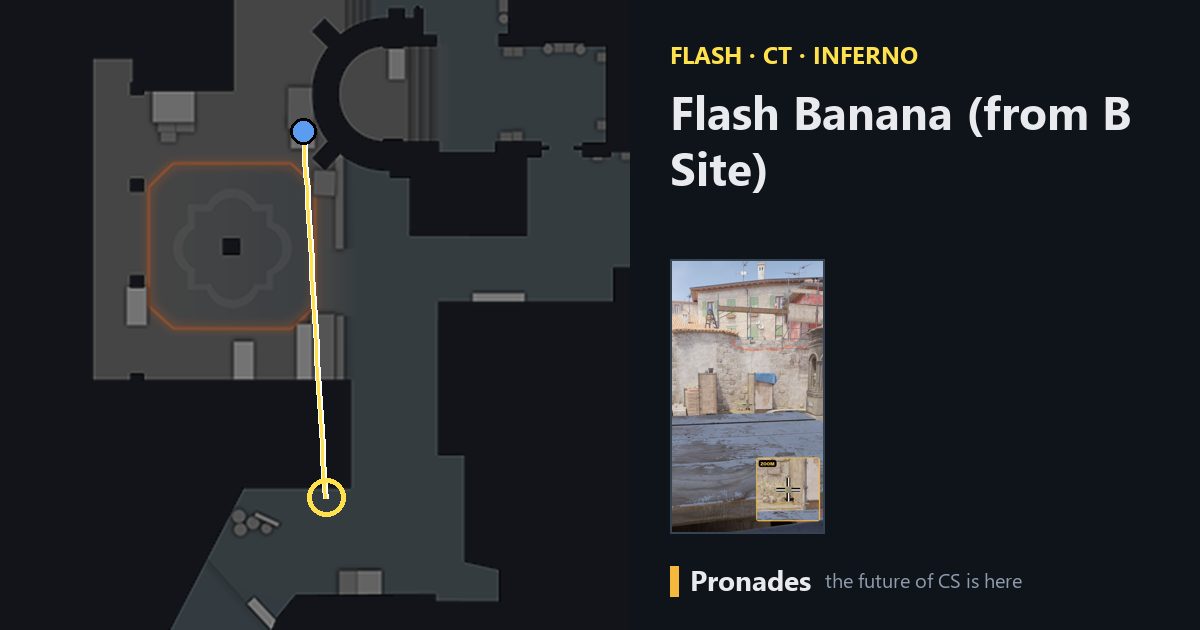 FLASH · CT · INFERNO
Flash Banana (from B
Site)
ZOOM
Pronades the future of CS is here